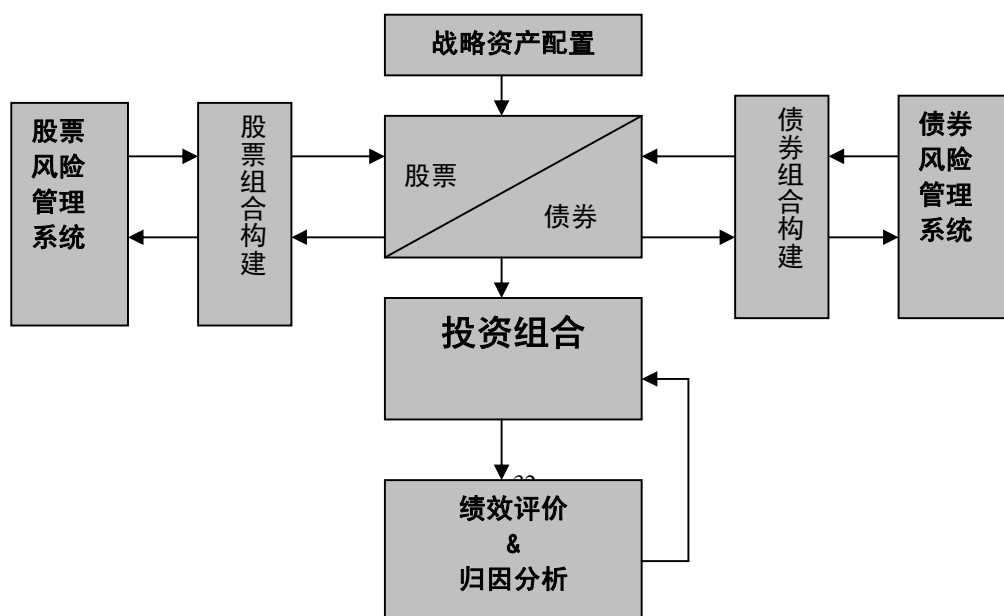 战略资产配置
股票
风险
管理
系统
股票组合构建
股票
债券
债券组合构建
债券
风险
管理
系统
投资组合
绩效评价
&
归因分析